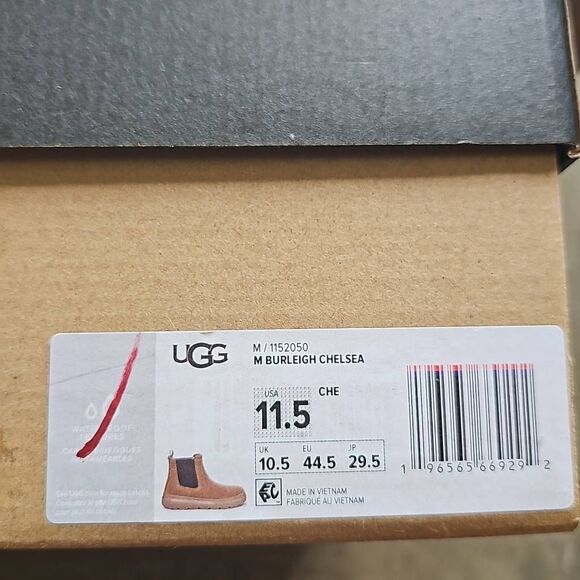 UGG
M / 1152050
M BURLEIGH CHELSEA
USA
11.5
CHE
UK EU JP
10.5 44.5 29.5
MADE IN VIETNAM
FABRIQUÉ AU VIETNAM
1 96565 66929 2
WATERPROOF